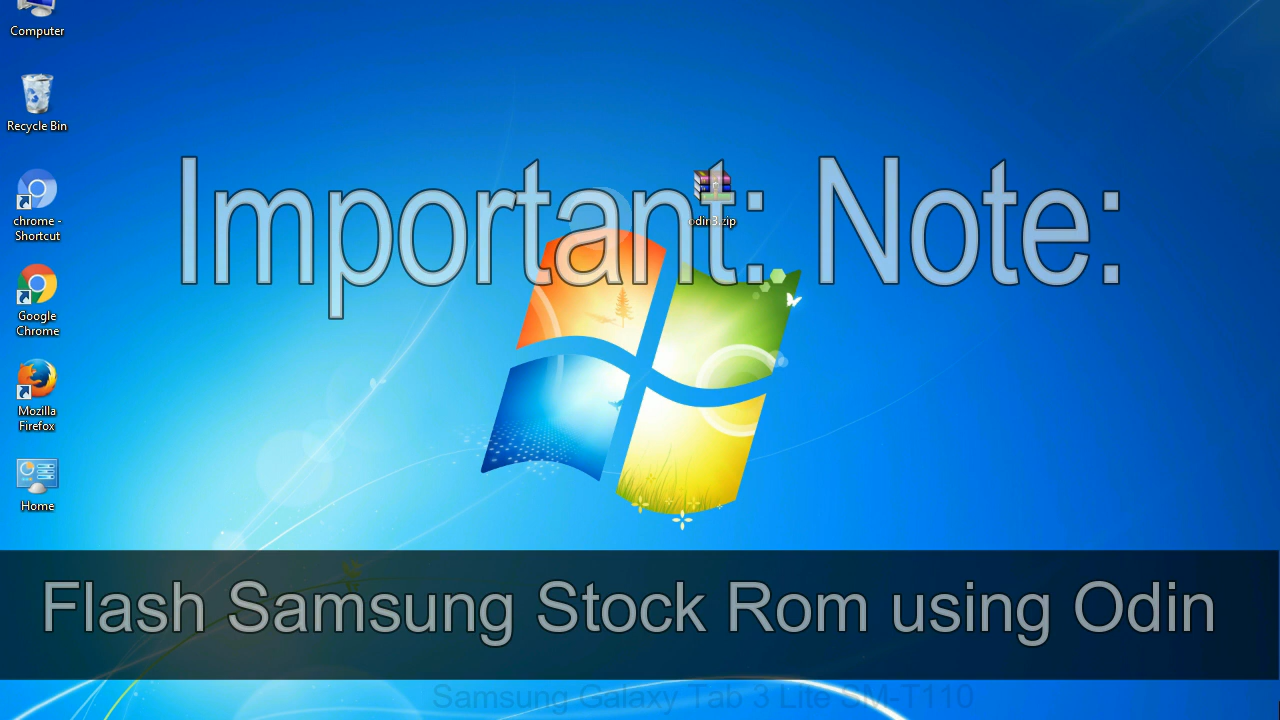 Computer
Recycle Bin
chrome -
Shortcut
Google
Chrome
Mozilla
Firefox
Home
odin3.zip
Important: Note:
Flash Samsung Stock Rom using Odin
Samsung Galaxy Tab 3 Lite SM-T110